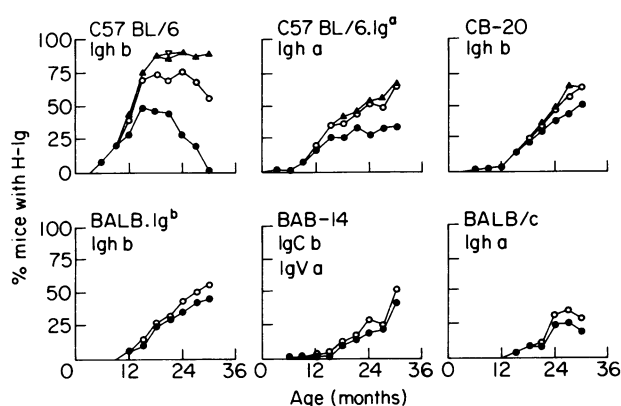 C57 BL/6
Igh b
C57 BL/6.Igᵃ
Igh a
CB-20
Igh b
100
75
50
25
0
% mice with H-Ig
BALB.Igᵇ
Igh b
BAB-14
IgC b
IgV a
BALB/c
Igh a
100
75
50
25
0 12 24 36
0 12 24 36
0 12 24 36
Age (months)